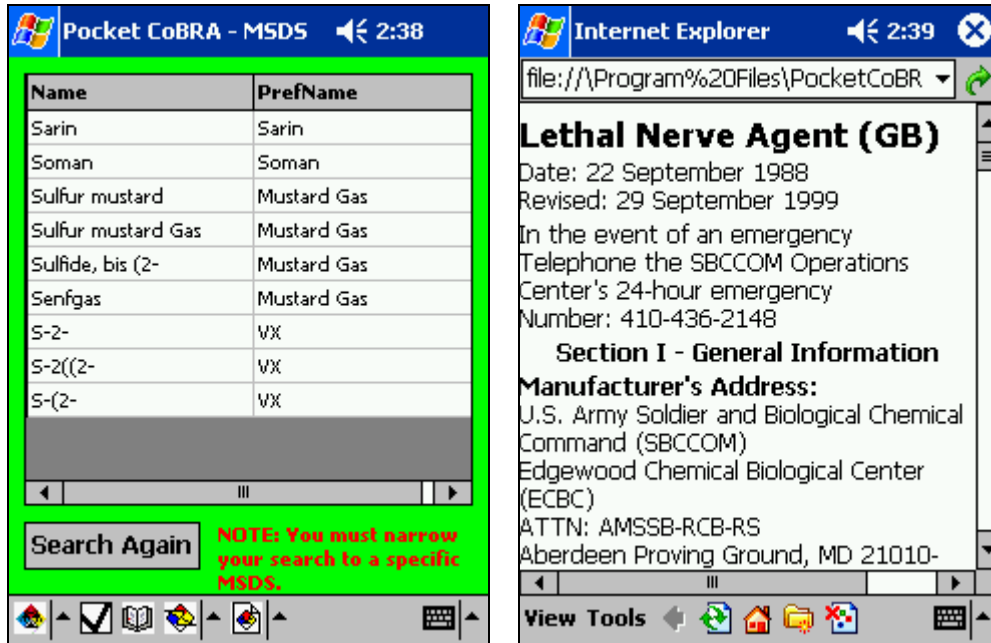 Pocket CoBRA - MSDS 2:38
Name PrefName
Sarin Sarin
Soman Soman
Sulfur mustard Mustard Gas
Sulfur mustard Gas Mustard Gas
Sulfide, bis (2- Mustard Gas
Senfgas Mustard Gas
S-2- VX
S-2((2- VX
S-(2- VX
Search Again
NOTE: You must narrow
your search to a specific
MSDS.
Internet Explorer 2:39
file://\Program%20Files\PocketCoBR
Lethal Nerve Agent (GB)
Date: 22 September 1988
Revised: 29 September 1999
In the event of an emergency
Telephone the SBCCOM Operations
Center's 24-hour emergency
Number: 410-436-2148
Section I - General Information
Manufacturer's Address:
U.S. Army Soldier and Biological Chemical
Command (SBCCOM)
Edgewood Chemical Biological Center
(ECBC)
ATTN: AMSSB-RCB-RS
Aberdeen Proving Ground, MD 21010-
View Tools